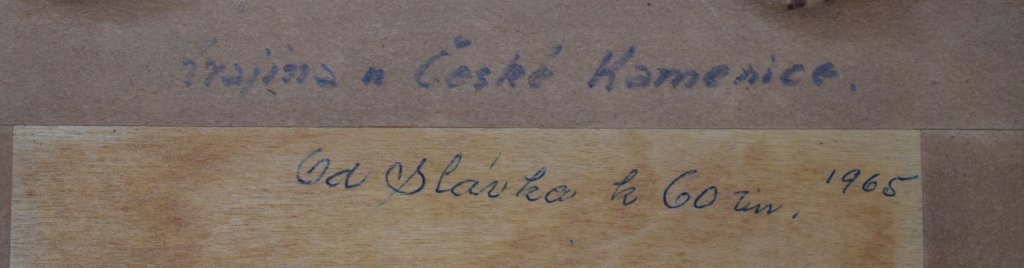 Krajina u České Kamenice.
Od Slávka k 60 tin. 1965